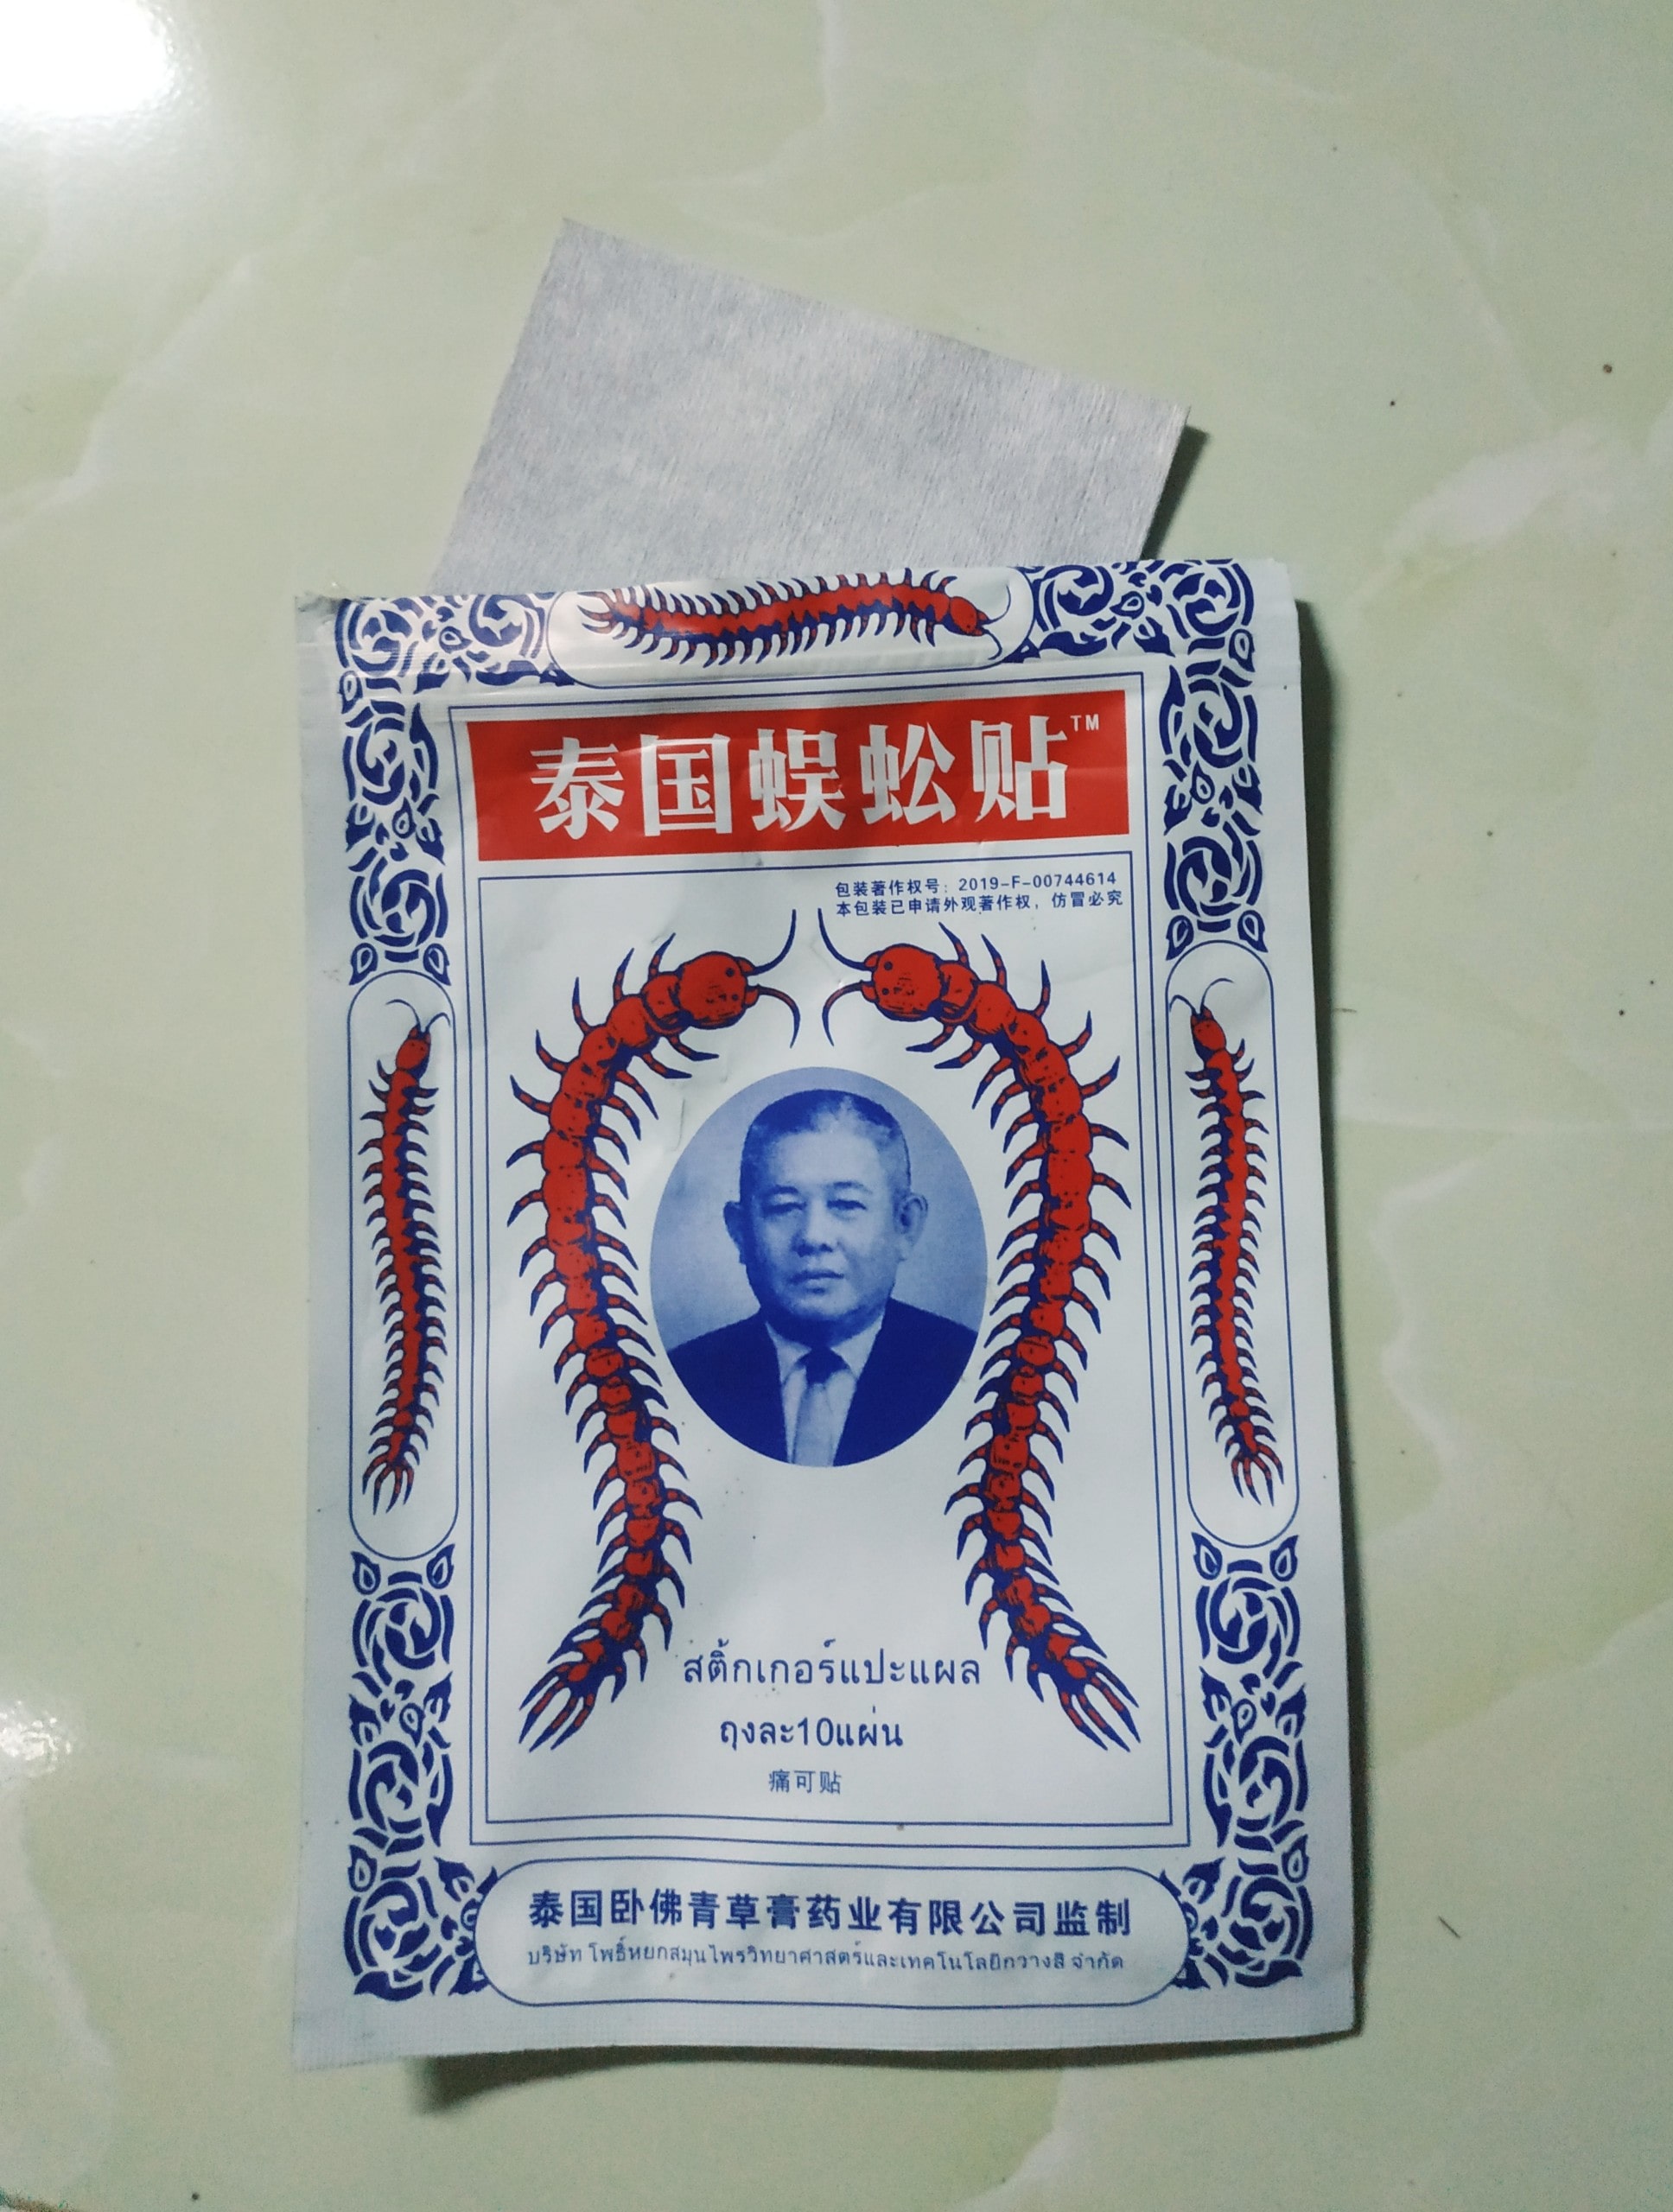 泰国蜈蚣贴™
包装著作权号：2019-F-00744614
本包装已申请外观著作权，仿冒必究
สติ้กเกอร์แปะแผล
ฤงละ10แผ่น
痛可贴
泰国卧佛青草膏药业有限公司监制
บริษัท โพธิ์หยกสมุนไพรวิทยาศาสตร์และเทคโนโลยีกวางสี จำกัด